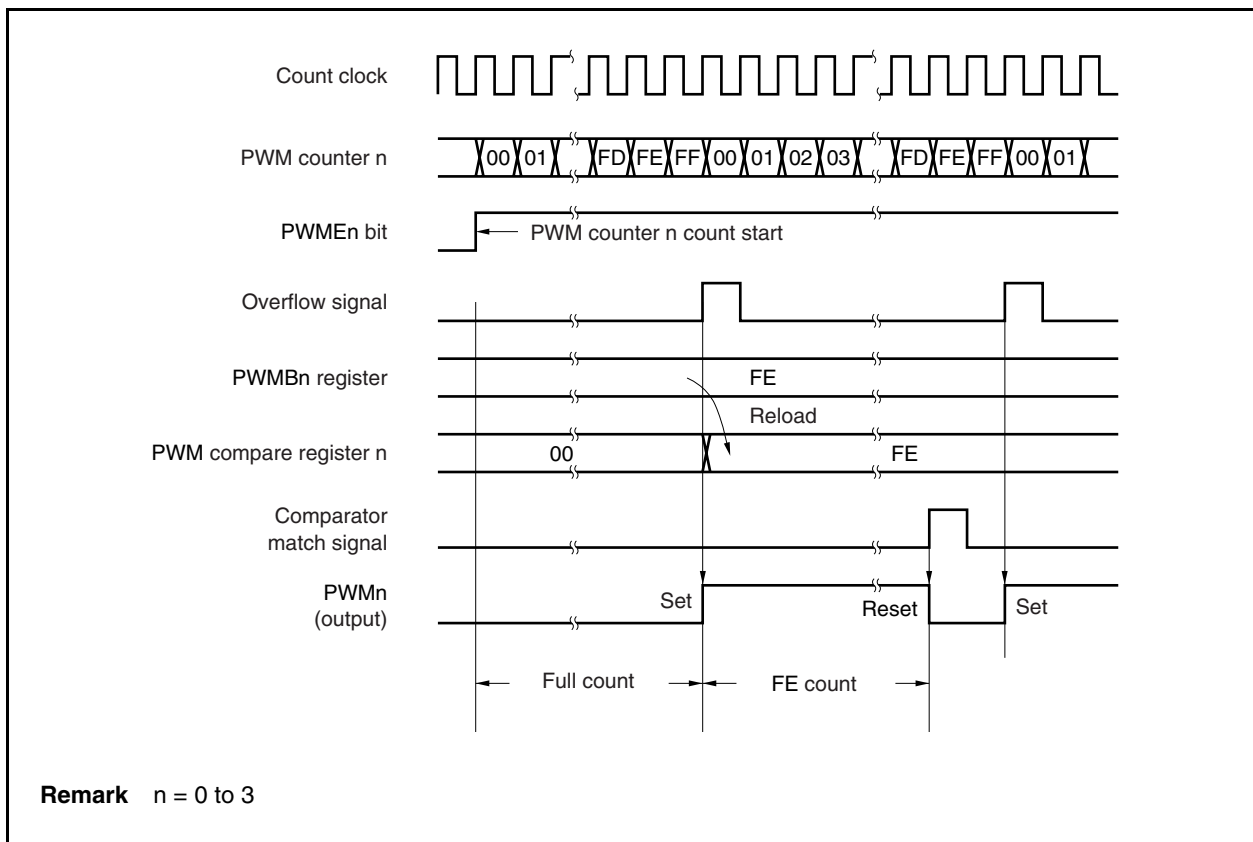 Count clock
PWM counter n
00 01 FD FE FF 00 01 02 03 FD FE FF 00 01
PWMEn bit
PWM counter n count start
Overflow signal
PWMBn register
FE
Reload
PWM compare register n
00
FE
Comparator
match signal
PWMn
(output)
Set
Reset
Set
Full count
FE count
Remark n = 0 to 3